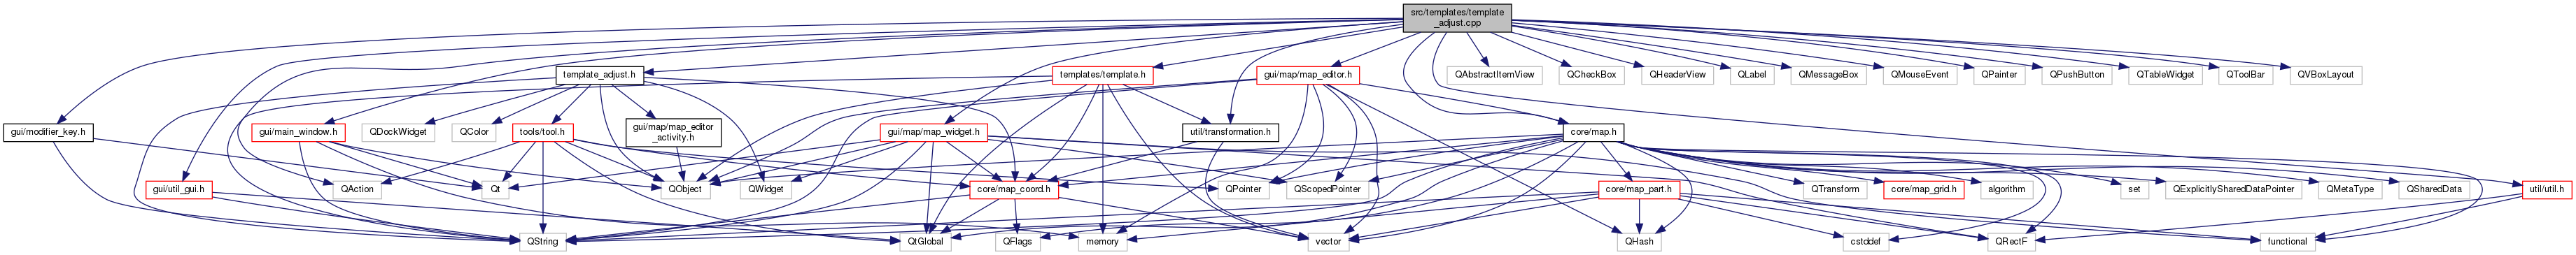 src/templates/template
_adjust.cpp
template_adjust.h
templates/template.h
gui/map/map_editor.h
QAbstractItemView
QCheckBox
QHeaderView
QLabel
QMessageBox
QMouseEvent
QPainter
QPushButton
QTableWidget
QToolBar
QVBoxLayout
gui/modifier_key.h
gui/main_window.h
QDockWidget
QColor
tools/tool.h
gui/map/map_editor
_activity.h
gui/map/map_widget.h
util/transformation.h
core/map.h
gui/util_gui.h
QAction
Qt
QObject
QWidget
core/map_coord.h
QPointer
QScopedPointer
core/map_part.h
QTransform
core/map_grid.h
algorithm
set
QExplicitlySharedDataPointer
QMetaType
QSharedData
util/util.h
QString
QtGlobal
QFlags
memory
vector
QHash
cstddef
QRectF
functional